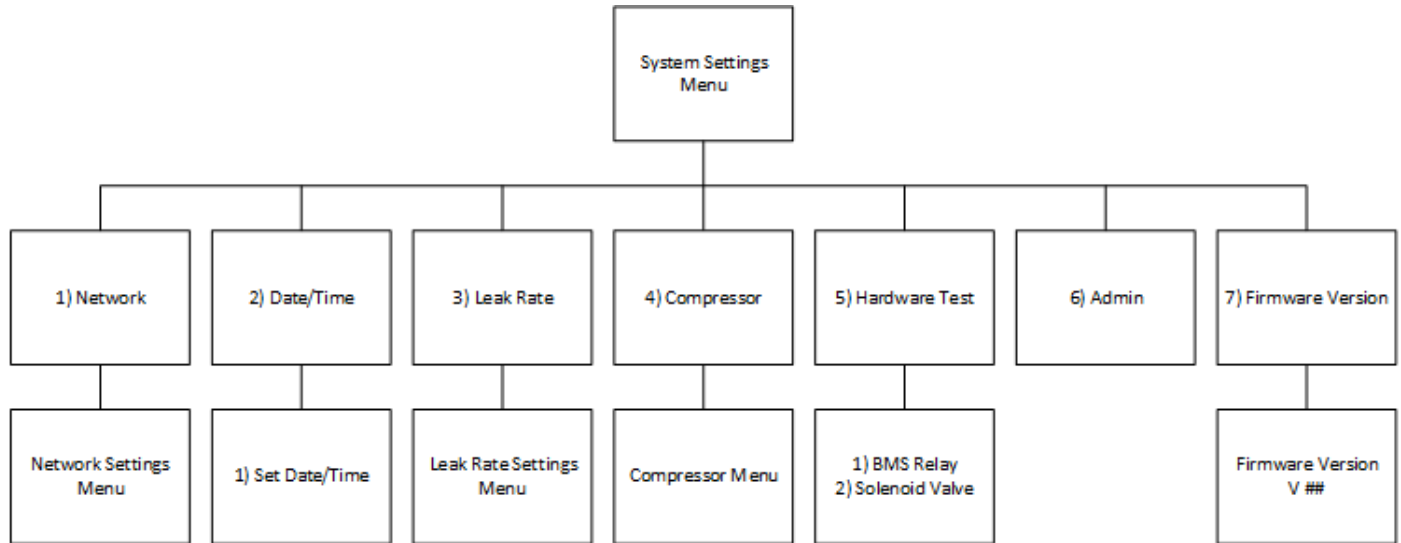 System Settings
Menu
1) Network
2) Date/Time
3) Leak Rate
4) Compressor
5) Hardware Test
6) Admin
7) Firmware Version
Network Settings
Menu
1) Set Date/Time
Leak Rate Settings
Menu
Compressor Menu
1) BMS Relay
2) Solenoid Valve
Firmware Version
V ##